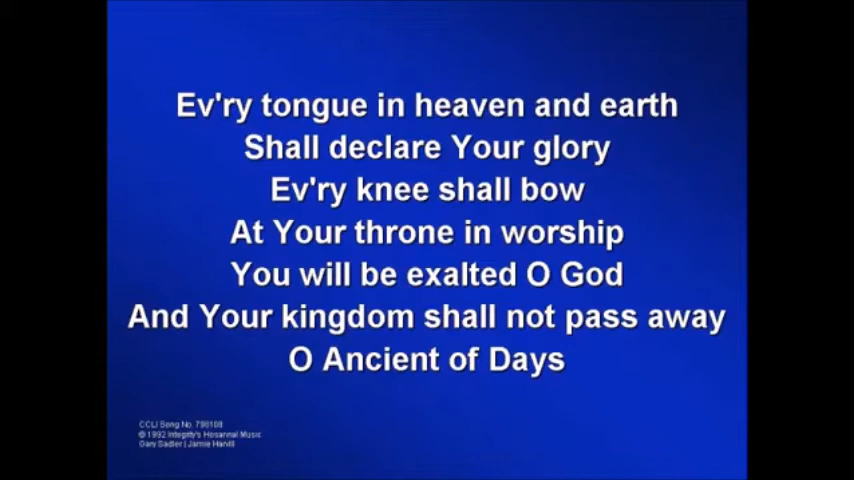 Ev'ry tongue in heaven and earth
Shall declare Your glory
Ev'ry knee shall bow
At Your throne in worship
You will be exalted O God
And Your kingdom shall not pass away
O Ancient of Days
CCLI Song No. 798108
© 1992 Integrity's Hosanna! Music
Gary Sadler | Jamie Harvill